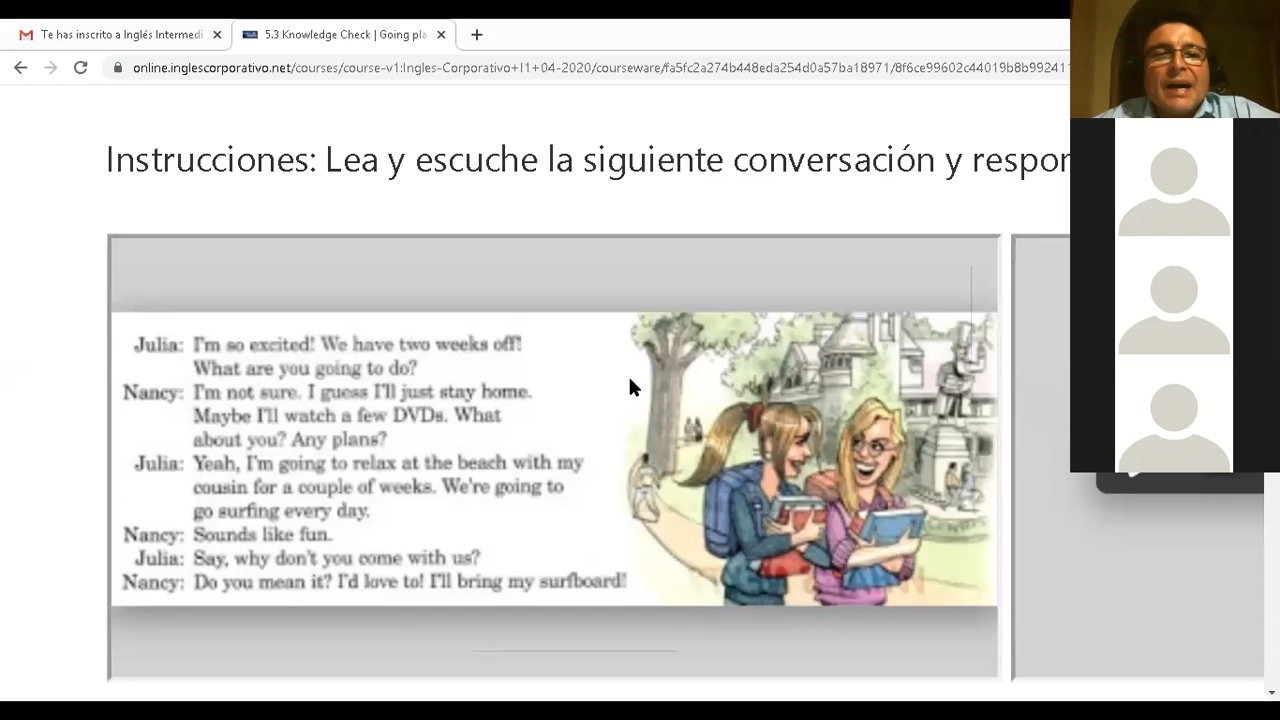 Te has inscrito a Inglés Intermedi
5.3 Knowledge Check | Going pla
online.inglescorporativo.net/courses/course-v1:Ingles-Corporativo+I1+04-2020/courseware/fa5fc2a274b448eda254d0a57ba18971/8f6ce99602c44019b8b992411
Instrucciones: Lea y escuche la siguiente conversación y respon
Julia: I'm so excited! We have two weeks off!
What are you going to do?
Nancy: I'm not sure. I guess I'll just stay home.
Maybe I'll watch a few DVDs. What
about you? Any plans?
Julia: Yeah, I'm going to relax at the beach with my
cousin for a couple of weeks. We're going to
go surfing every day.
Nancy: Sounds like fun.
Julia: Say, why don't you come with us?
Nancy: Do you mean it? I'd love to! I'll bring my surfboard!